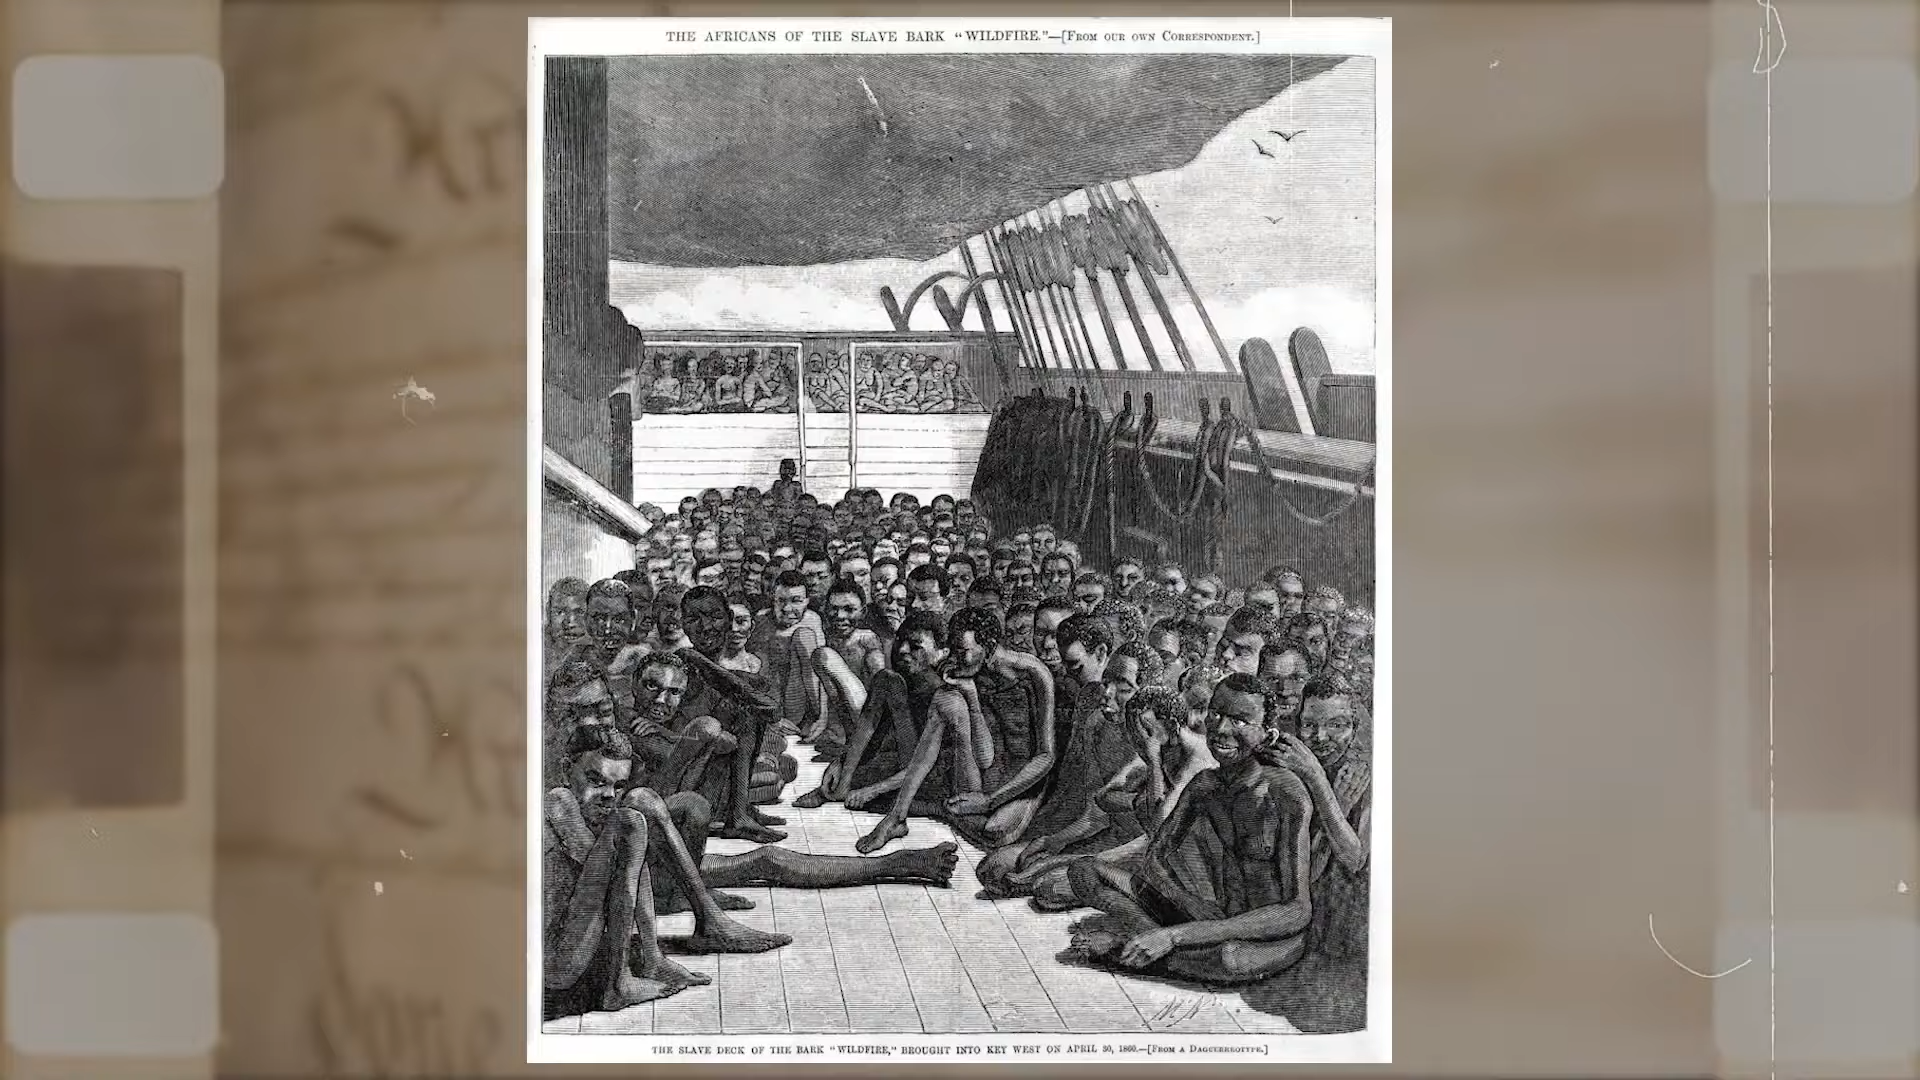 THE AFRICANS OF THE SLAVE BARK "WILDFIRE."—[FROM OUR OWN CORRESPONDENT.]
THE SLAVE DECK OF THE BARK "WILDFIRE," BROUGHT INTO KEY WEST ON APRIL 30, 1860.—[FROM A DAGUERREOTYPE.]